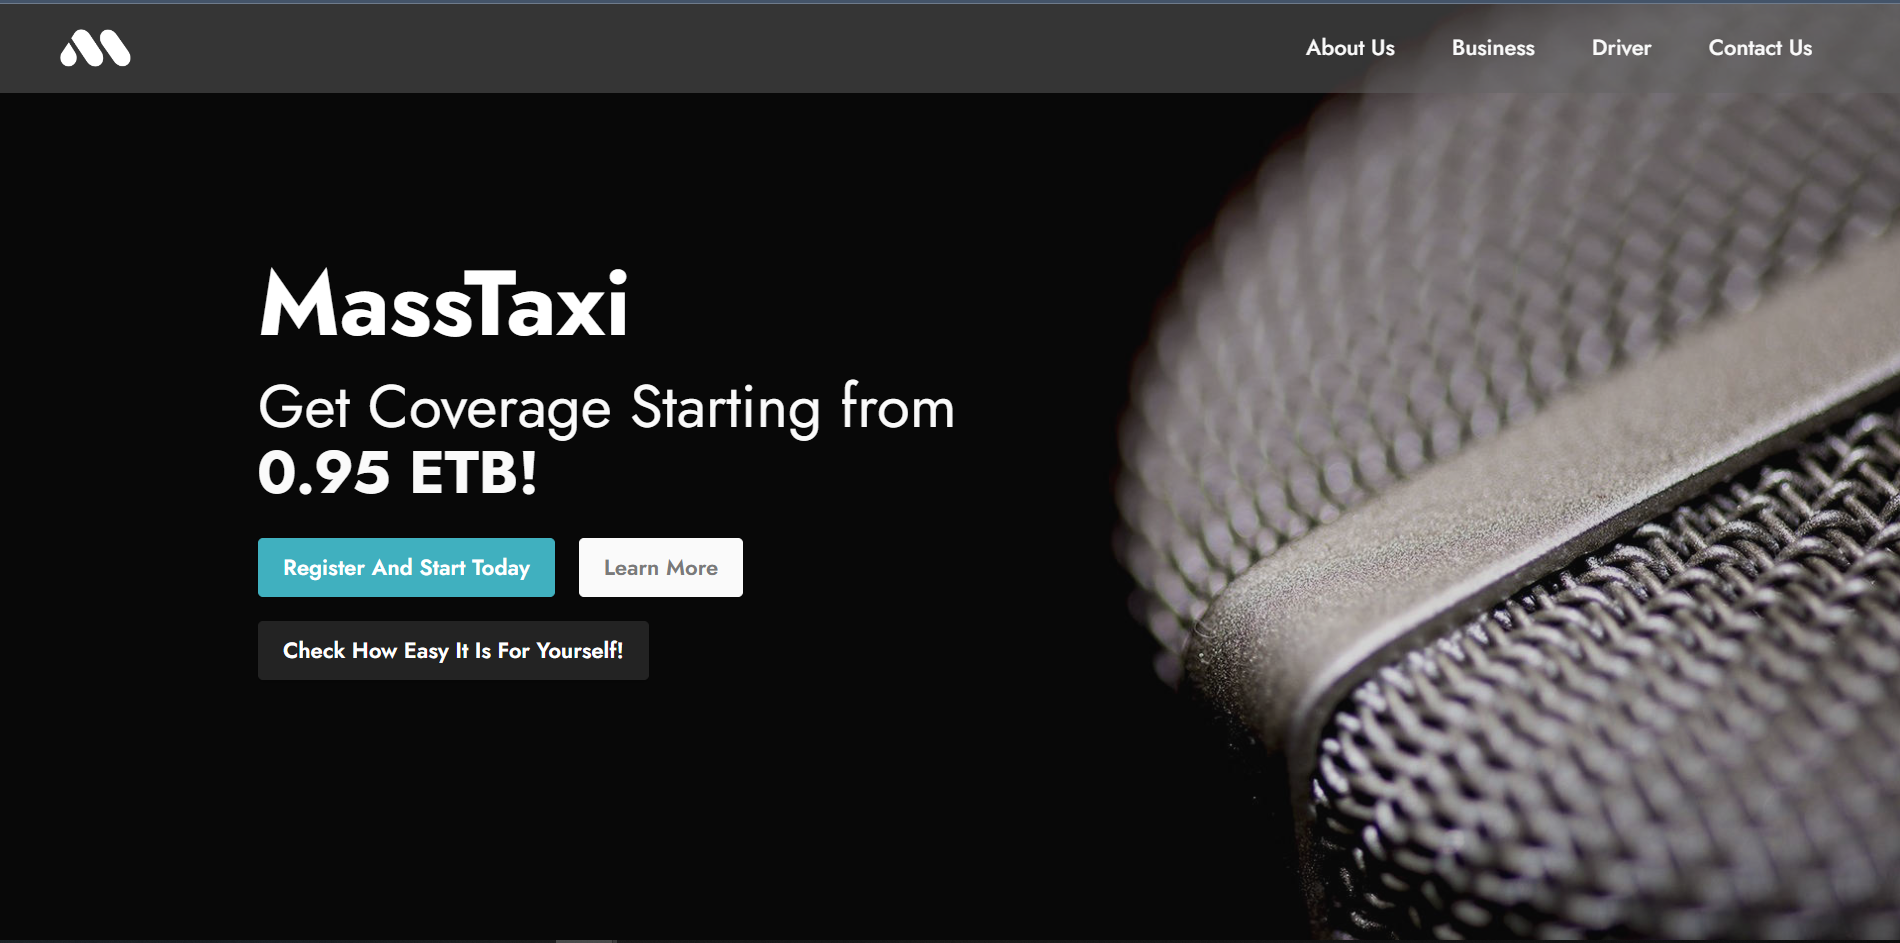 About Us
Business
Driver
Contact Us
MassTaxi
Get Coverage Starting from
0.95 ETB!
Register And Start Today
Learn More
Check How Easy It Is For Yourself!